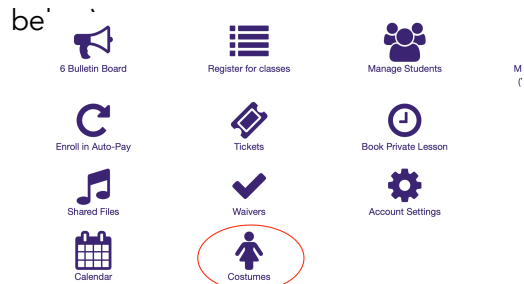 6 Bulletin Board
Register for classes
Manage Students
Enroll in Auto-Pay
Tickets
Book Private Lesson
Shared Files
Waivers
Account Settings
Calendar
Costumes